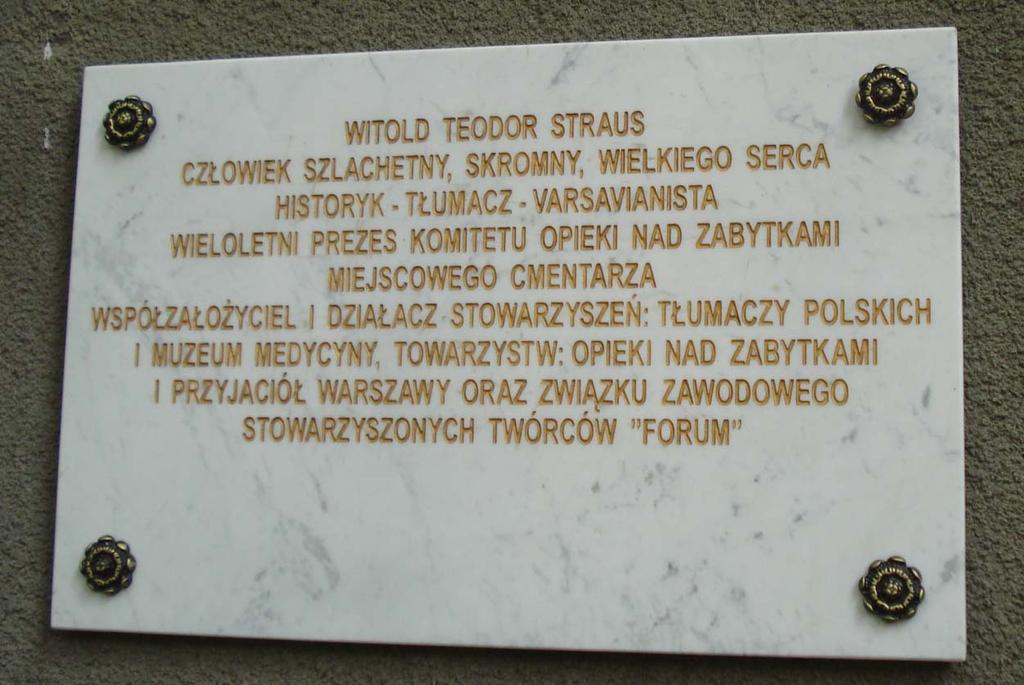 WITOLD TEODOR STRAUS
CZŁOWIEK SZLACHETNY, SKROMNY, WIELKIEGO SERCA
HISTORYK - TŁUMACZ - VARSAVIANISTA
WIELOLETNI PREZES KOMITETU OPIEKI NAD ZABYTKAMI
MIEJSCOWEGO CMENTARZA
WSPÓŁZAŁOŻYCIEL I DZIAŁACZ STOWARZYSZEŃ: TŁUMACZY POLSKICH
I MUZEUM MEDYCYNY, TOWARZYSTW: OPIEKI NAD ZABYTKAMI
I PRZYJACIÓŁ WARSZAWY ORAZ ZWIĄZKU ZAWODOWEGO
STOWARZYSZONYCH TWÓRCÓW "FORUM"